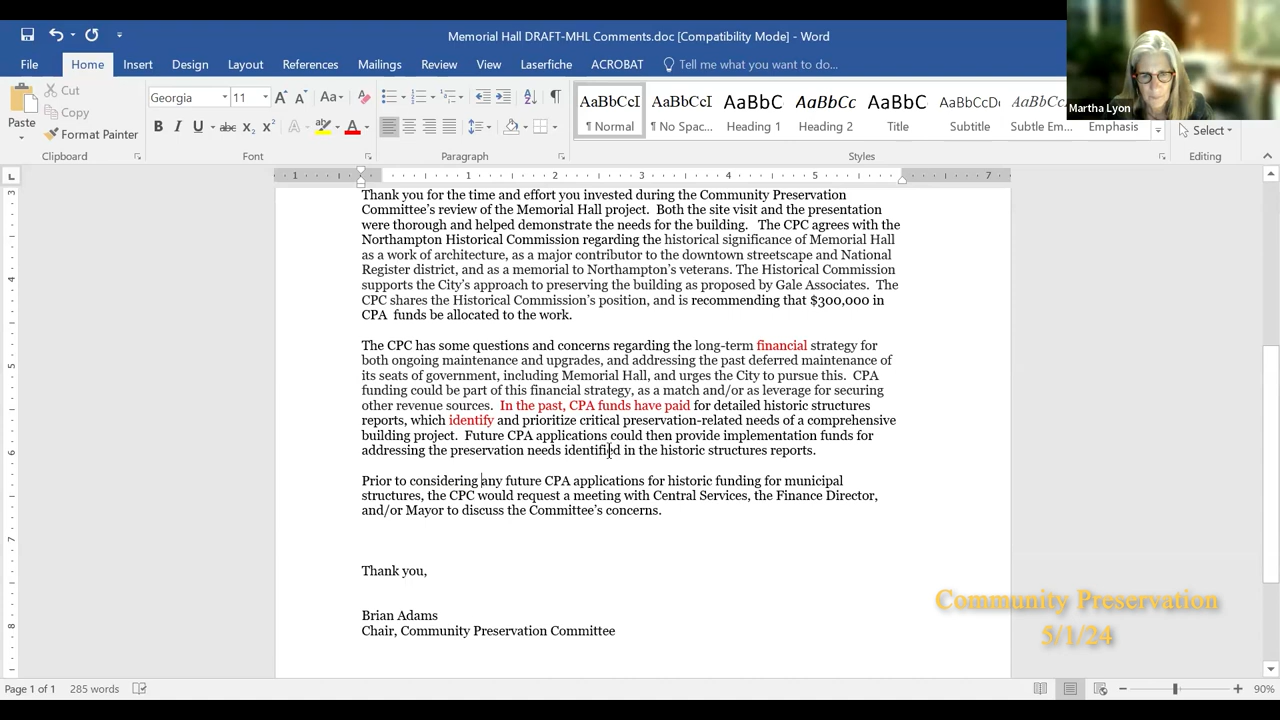 Memorial Hall DRAFT-MHL Comments.doc [Compatibility Mode] - Word
File Home Insert Design Layout References Mailings Review View Laserfiche ACROBAT Tell me what you want to do...
Martha Lyon
Paste Cut Copy Format Painter
Clipboard
Georgia 11
Font
Paragraph
AaBbCcI AaBbCcI AaBbC AaBbCc AaBbC AaBbCcDc AaBbCc
¶ Normal ¶ No Spac... Heading 1 Heading 2 Title Subtitle Subtle Em... Emphasis
Styles
Select
Editing
1 1 2 3 4 5 7
Thank you for the time and effort you invested during the Community Preservation
Committee's review of the Memorial Hall project. Both the site visit and the presentation
were thorough and helped demonstrate the needs for the building. The CPC agrees with the
Northampton Historical Commission regarding the historical significance of Memorial Hall
as a work of architecture, as a major contributor to the downtown streetscape and National
Register district, and as a memorial to Northampton's veterans. The Historical Commission
supports the City's approach to preserving the building as proposed by Gale Associates. The
CPC shares the Historical Commission's position, and is recommending that $300,000 in
CPA funds be allocated to the work.
The CPC has some questions and concerns regarding the long-term financial strategy for
both ongoing maintenance and upgrades, and addressing the past deferred maintenance of
its seats of government, including Memorial Hall, and urges the City to pursue this. CPA
funding could be part of this financial strategy, as a match and/or as leverage for securing
other revenue sources. In the past, CPA funds have paid for detailed historic structures
reports, which identify and prioritize critical preservation-related needs of a comprehensive
building project. Future CPA applications could then provide implementation funds for
addressing the preservation needs identified in the historic structures reports.
Prior to considering any future CPA applications for historic funding for municipal
structures, the CPC would request a meeting with Central Services, the Finance Director,
and/or Mayor to discuss the Committee's concerns.
Thank you,
Brian Adams
Chair, Community Preservation Committee
3
4
5
6
7
8
Community Preservation
5/1/24
Page 1 of 1 285 words 90%